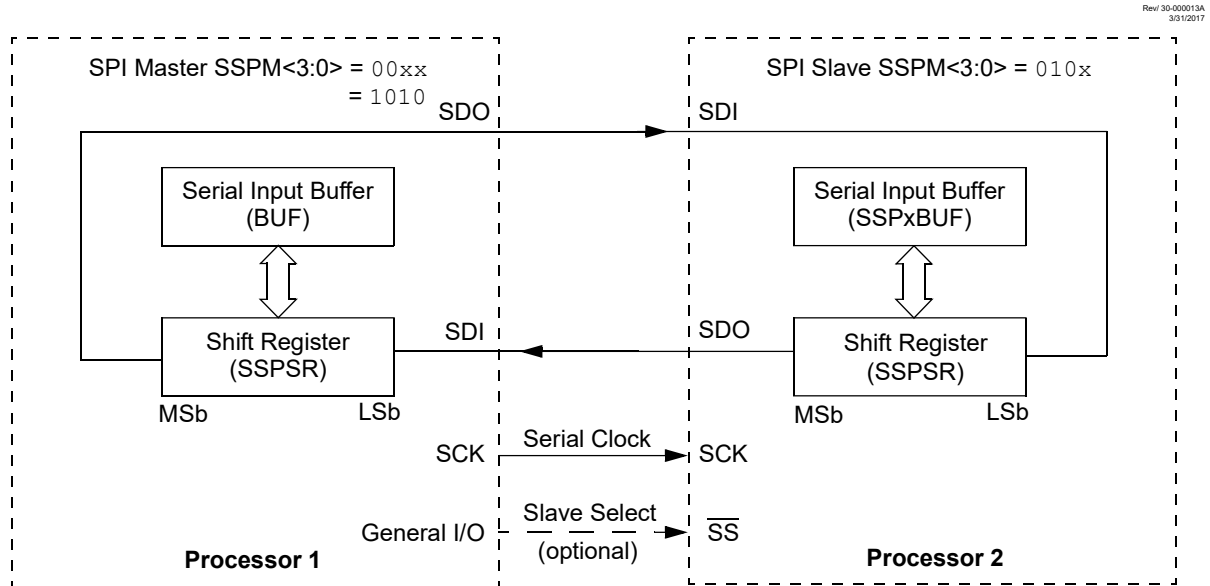 Rev/ 30-000013A
3/31/2017
SPI Master SSPM<3:0> = 00xx
= 1010
SPI Slave SSPM<3:0> = 010x
SDO
SDI
Serial Input Buffer
(BUF)
Serial Input Buffer
(SSPxBUF)
SDI
SDO
Shift Register
(SSPSR)
Shift Register
(SSPSR)
MSb
LSb
MSb
LSb
SCK
Serial Clock
SCK
General I/O
Slave Select
(optional)
SS
Processor 1
Processor 2